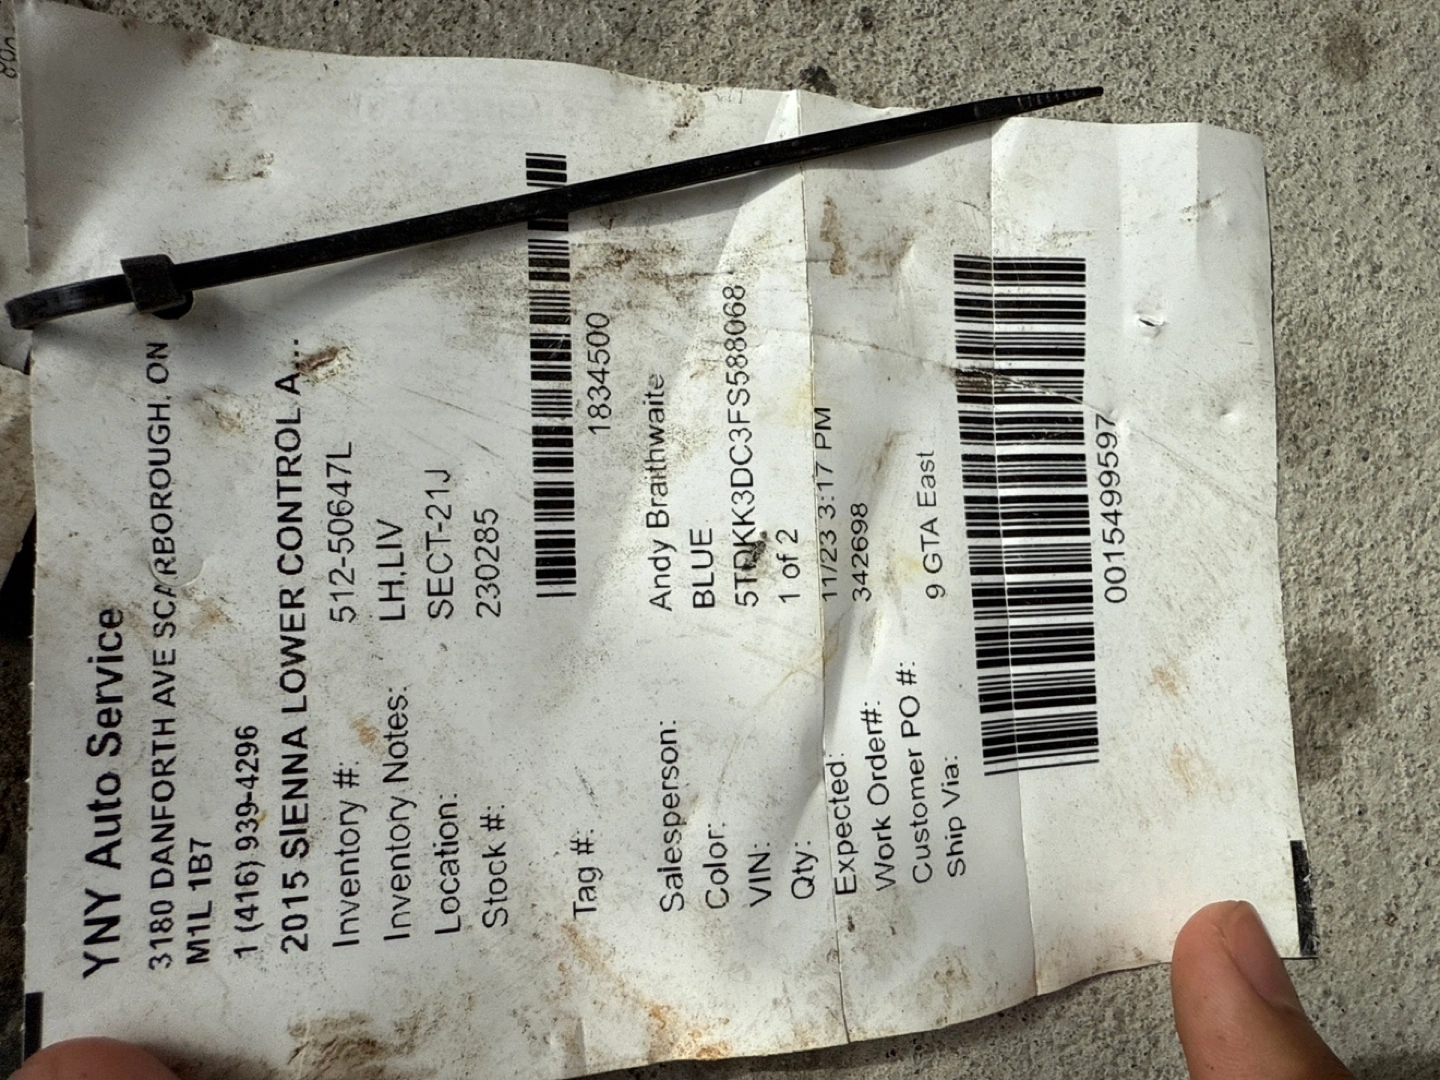 YNY Auto Service
3180 DANFORTH AVE SCARBOROUGH, ON
M1L 1B7
1 (416) 939-4296
2015 SIENNA LOWER CONTROL A...
Inventory #: 512-50647L
Inventory Notes: LH,LIV
Location: SECT-21J
Stock #: 230285
Tag #: 1834500
Salesperson: Andy Braithwaite
Color: BLUE
VIN: 5TDKK3DC3FS588068
Qty: 1 of 2
Expected: 11/23 3:17 PM
Work Order#: 342698
Customer PO #:
Ship Via: 9 GTA East
0015499597